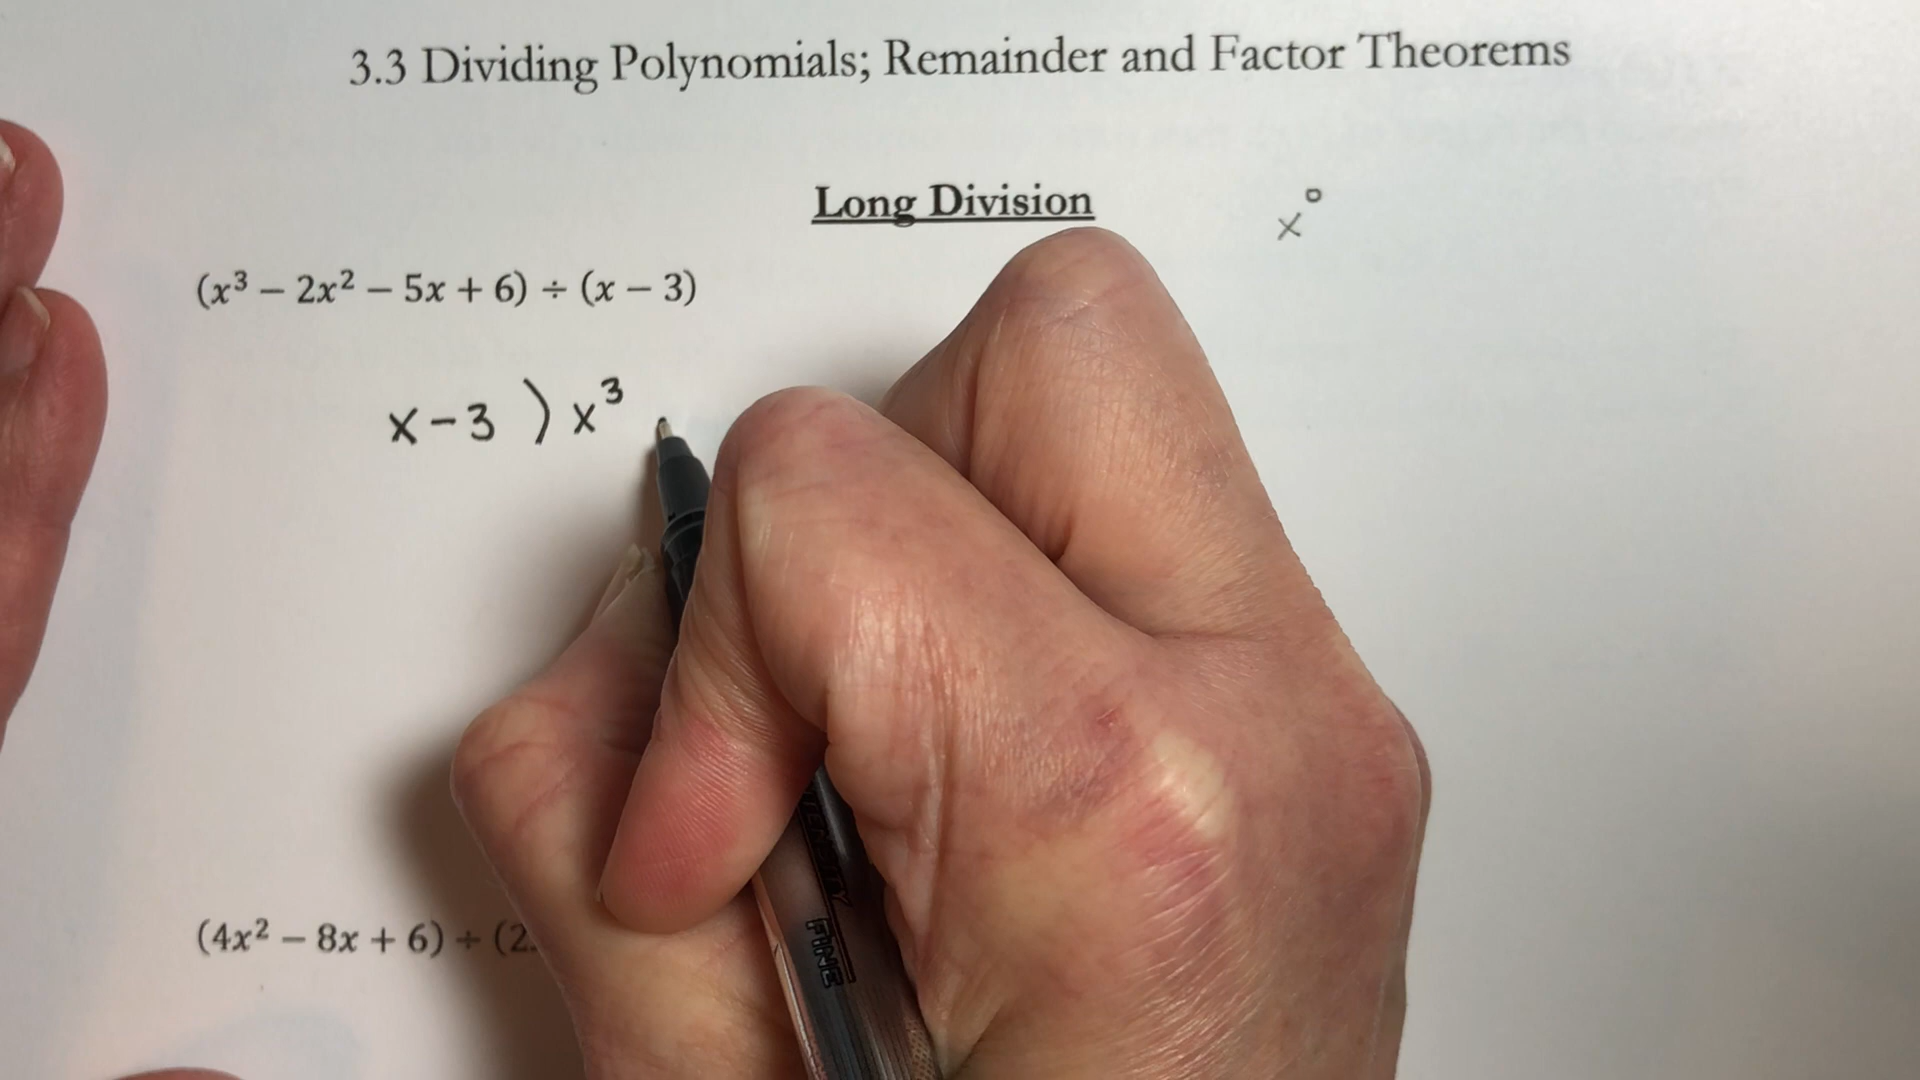 3.3 Dividing Polynomials; Remainder and Factor Theorems
Long Division
x⁰
(x³ − 2x² − 5x + 6) ÷ (x − 3)
x − 3 ) x³
(4x² − 8x + 6) ÷ (2
FINE